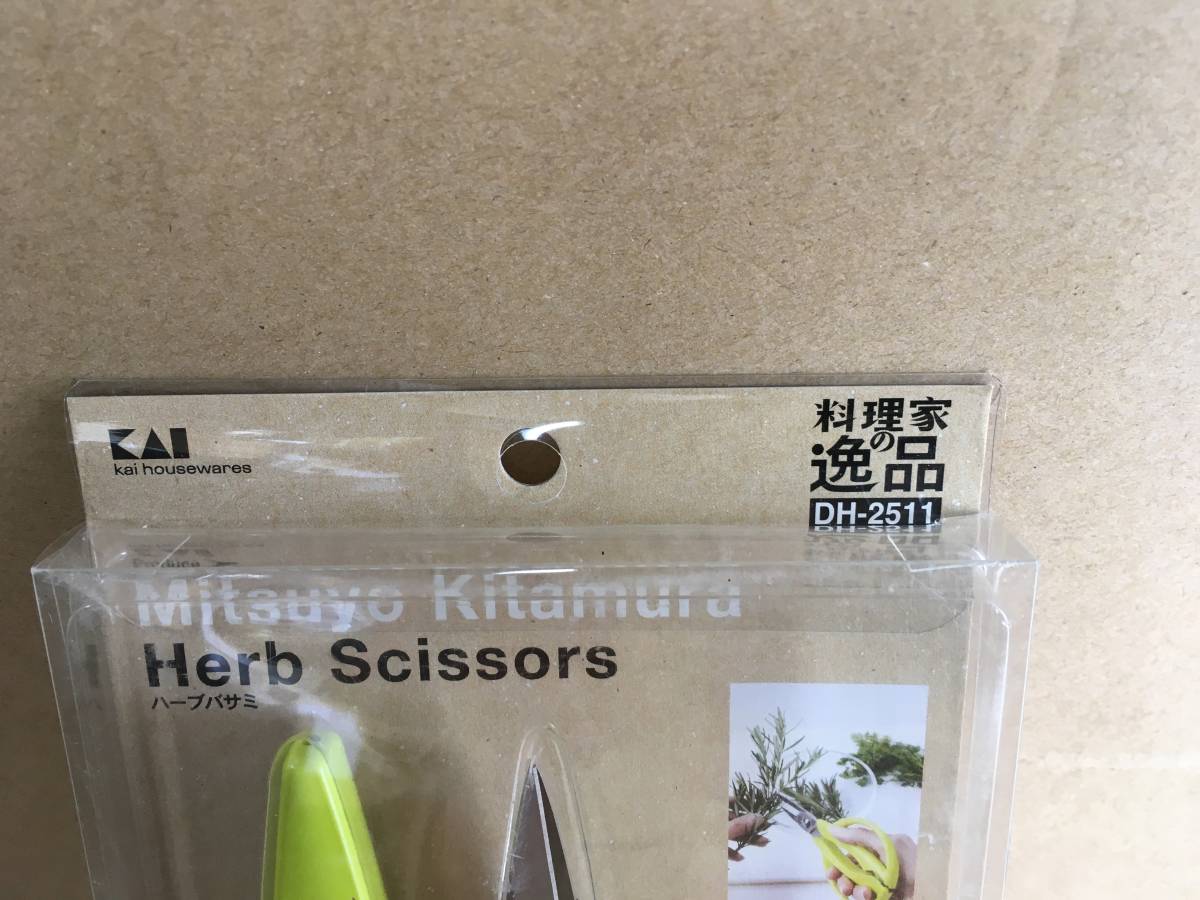 KAI
kai housewares
料理家
の
逸品
DH-2511
Produce
Mitsuyo Kitamura
Herb Scissors
ハーブバサミ